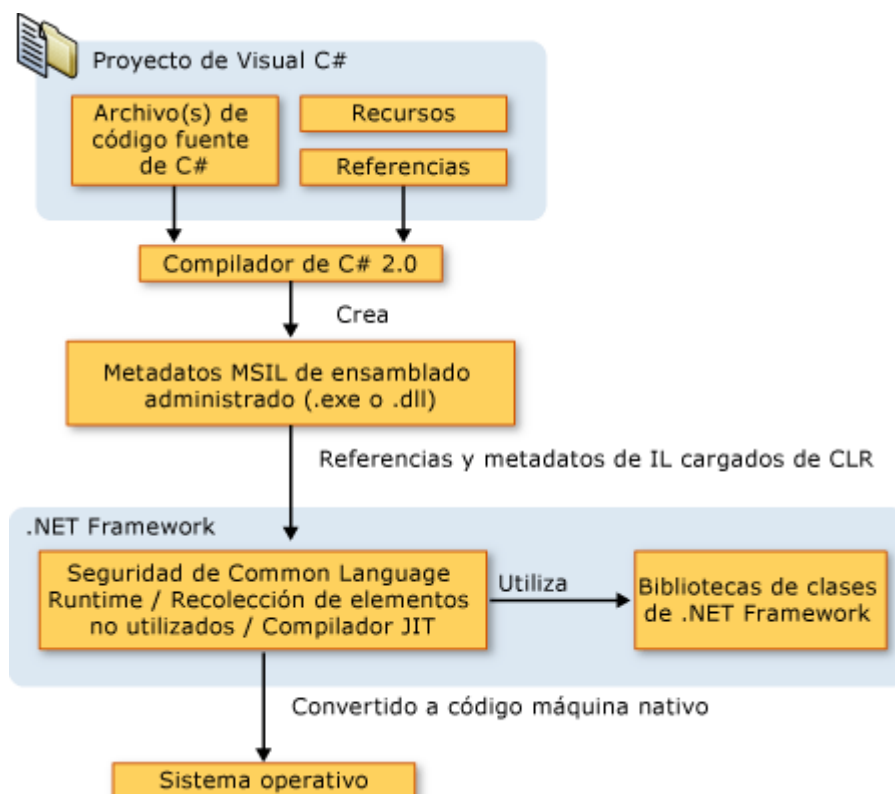 Proyecto de Visual C#
Archivo(s) de
código fuente
de C#
Recursos
Referencias
Compilador de C# 2.0
Crea
Metadatos MSIL de ensamblado
administrado (.exe o .dll)
Referencias y metadatos de IL cargados de CLR
.NET Framework
Seguridad de Common Language
Runtime / Recolección de elementos
no utilizados / Compilador JIT
Utiliza
Bibliotecas de clases
de .NET Framework
Convertido a código máquina nativo
Sistema operativo